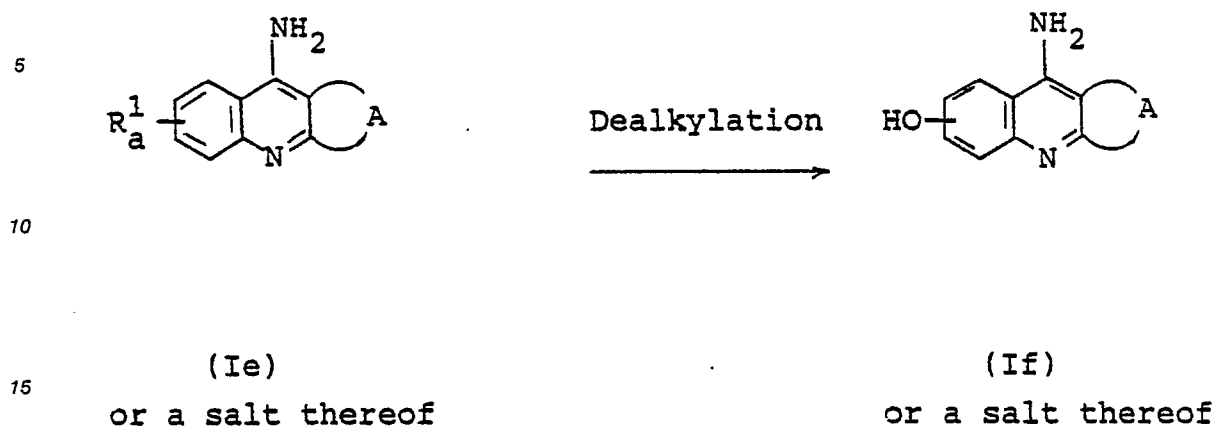 NH2 NH2
5
R1a A Dealkylation HO A
N N
10
(Ie) (If)
15
or a salt thereof or a salt thereof